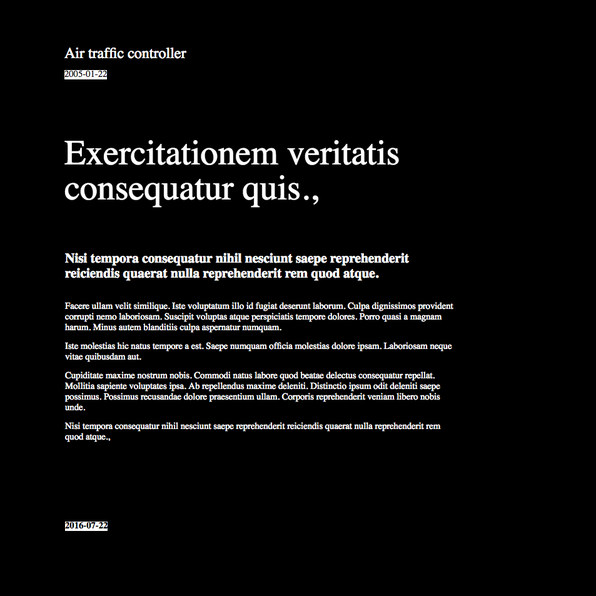 Air traffic controller
2005-01-22
Exercitationem veritatis
consequatur quis.,
Nisi tempora consequatur nihil nesciunt saepe reprehenderit
reiciendis quaerat nulla reprehenderit rem quod atque.
Facere ullam velit similique. Iste voluptatum illo id fugiat deserunt laborum. Culpa dignissimos provident
corrupti nemo laboriosam. Suscipit voluptas atque perspiciatis tempore dolores. Porro quasi a magnam
harum. Minus autem blanditiis culpa aspernatur numquam.
Iste molestias hic natus tempore a est. Saepe numquam officia molestias dolore ipsam. Laboriosam neque
vitae quibusdam aut.
Cupiditate maxime nostrum nobis. Commodi natus labore quod beatae delectus consequatur repellat.
Mollitia sapiente voluptates ipsa. Ab repellendus maxime deleniti. Distinctio ipsum odit deleniti saepe
possimus. Possimus recusandae dolore praesentium ullam. Corporis reprehenderit veniam libero nobis
unde.
Nisi tempora consequatur nihil nesciunt saepe reprehenderit reiciendis quaerat nulla reprehenderit rem
quod atque.,
2016-07-22